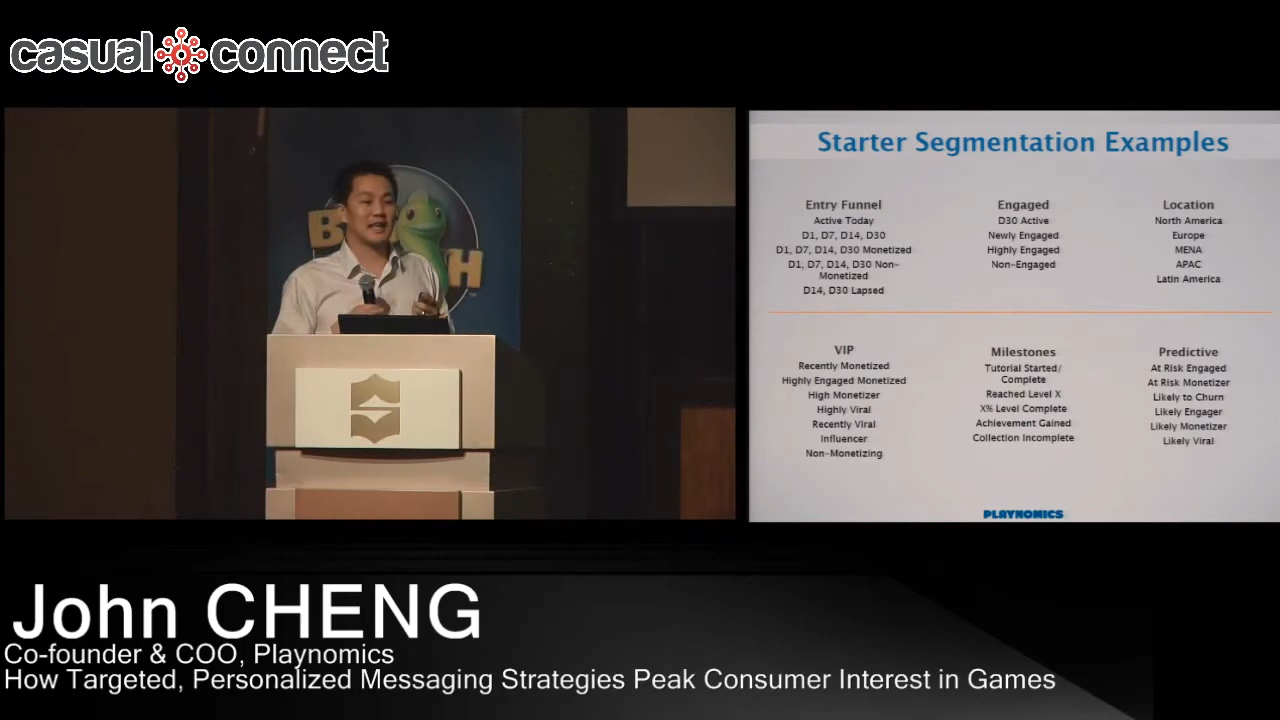 casual connect
Starter Segmentation Examples
Entry Funnel
Active Today
D1, D7, D14, D30
D1, D7, D14, D30 Monetized
D1, D7, D14, D30 Non-
Monetized
D14, D30 Lapsed
Engaged
D30 Active
Newly Engaged
Highly Engaged
Non-Engaged
Location
North America
Europe
MENA
APAC
Latin America
VIP
Recently Monetized
Highly Engaged Monetized
High Monetizer
Highly Viral
Recently Viral
Influencer
Non-Monetizing
Milestones
Tutorial Started/
Complete
Reached Level X
X% Level Complete
Achievement Gained
Collection Incomplete
Predictive
At Risk Engaged
At Risk Monetizer
Likely to Churn
Likely Engager
Likely Monetizer
Likely Viral
PLAYNOMICS
John CHENG
Co-founder & COO, Playnomics
How Targeted, Personalized Messaging Strategies Peak Consumer Interest in Games